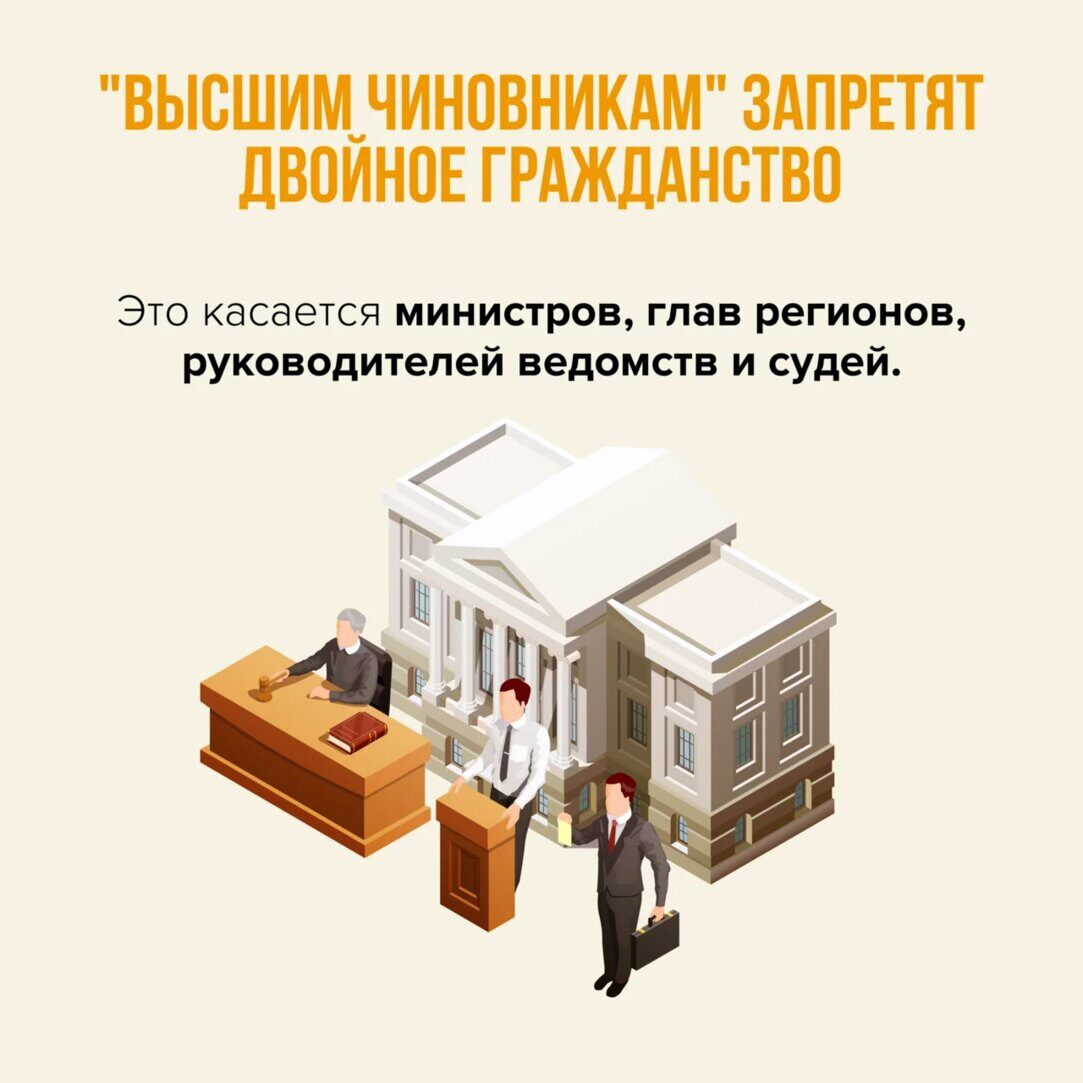 "ВЫСШИМ ЧИНОВНИКАМ" ЗАПРЕТЯТ
ДВОЙНОЕ ГРАЖДАНСТВО
Это касается министров, глав регионов,
руководителей ведомств и судей.